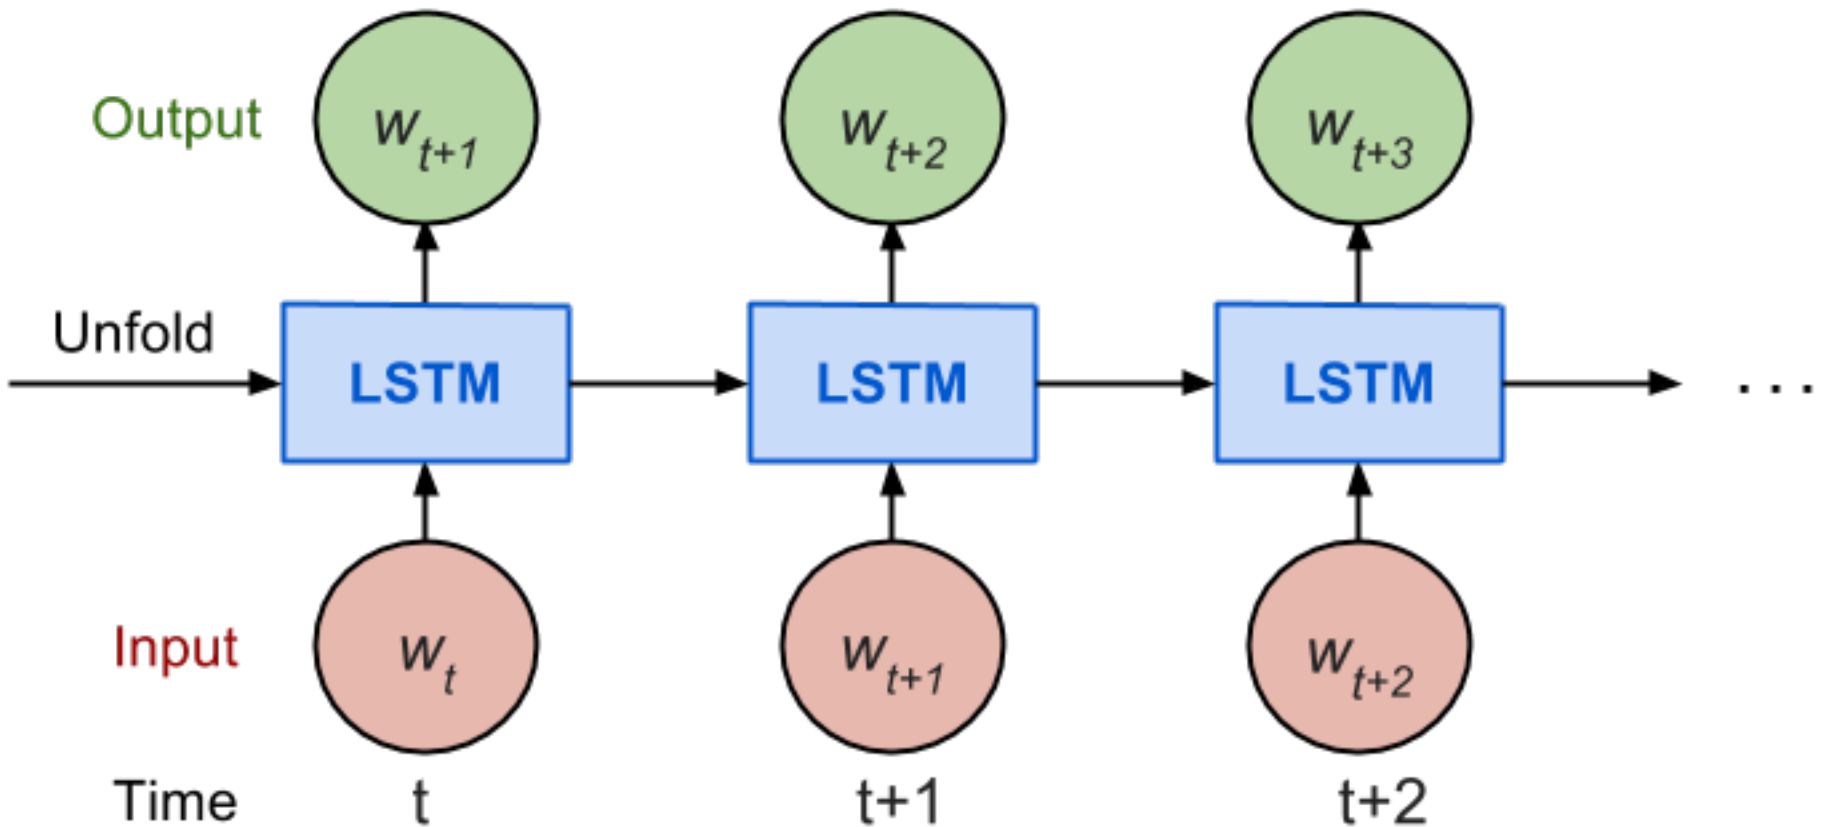 Output w_{t+1} w_{t+2} w_{t+3}
Unfold
LSTM LSTM LSTM ...
Input w_t w_{t+1} w_{t+2}
Time t t+1 t+2